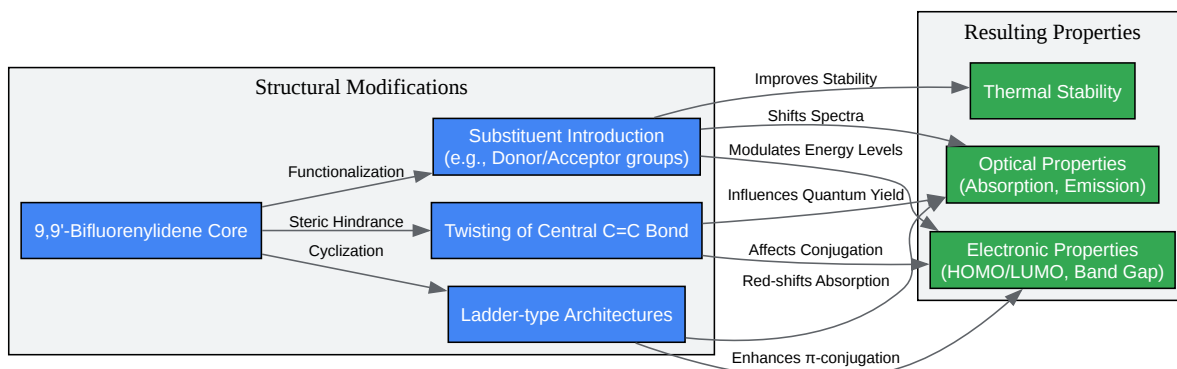 Resulting Properties
Structural Modifications
Improves Stability
Thermal Stability
Shifts Spectra
Substituent Introduction
(e.g., Donor/Acceptor groups)
Modulates Energy Levels
Optical Properties
(Absorption, Emission)
Functionalization
Influences Quantum Yield
9,9'-Bifluorenylidene Core
Steric Hindrance
Twisting of Central C=C Bond
Cyclization
Affects Conjugation
Electronic Properties
(HOMO/LUMO, Band Gap)
Red-shifts Absorption
Ladder-type Architectures
Enhances π-conjugation